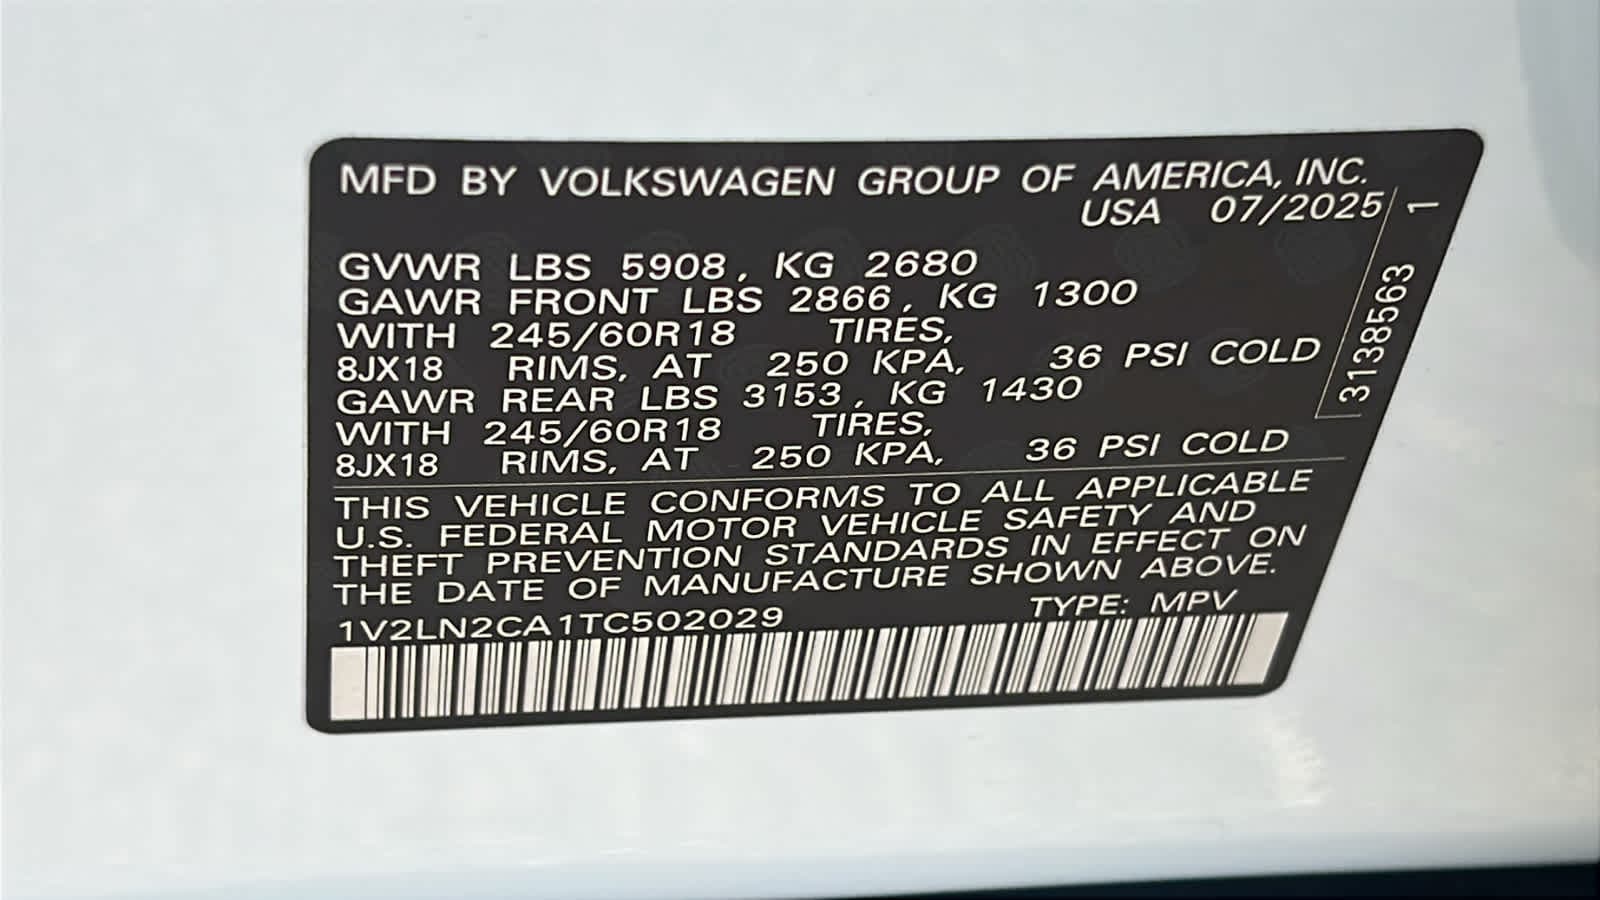 MFD BY VOLKSWAGEN GROUP OF AMERICA, INC.
USA 07/2025
GVWR LBS 5908, KG 2680
GAWR FRONT LBS 2866, KG 1300
WITH 245/60R18 TIRES,
8JX18 RIMS, AT 250 KPA, 36 PSI COLD
GAWR REAR LBS 3153, KG 1430
WITH 245/60R18 TIRES,
8JX18 RIMS, AT 250 KPA, 36 PSI COLD
THIS VEHICLE CONFORMS TO ALL APPLICABLE
U.S. FEDERAL MOTOR VEHICLE SAFETY AND
THEFT PREVENTION STANDARDS IN EFFECT ON
THE DATE OF MANUFACTURE SHOWN ABOVE.
1V2LN2CA1TC502029 TYPE: MPV
3138563 1